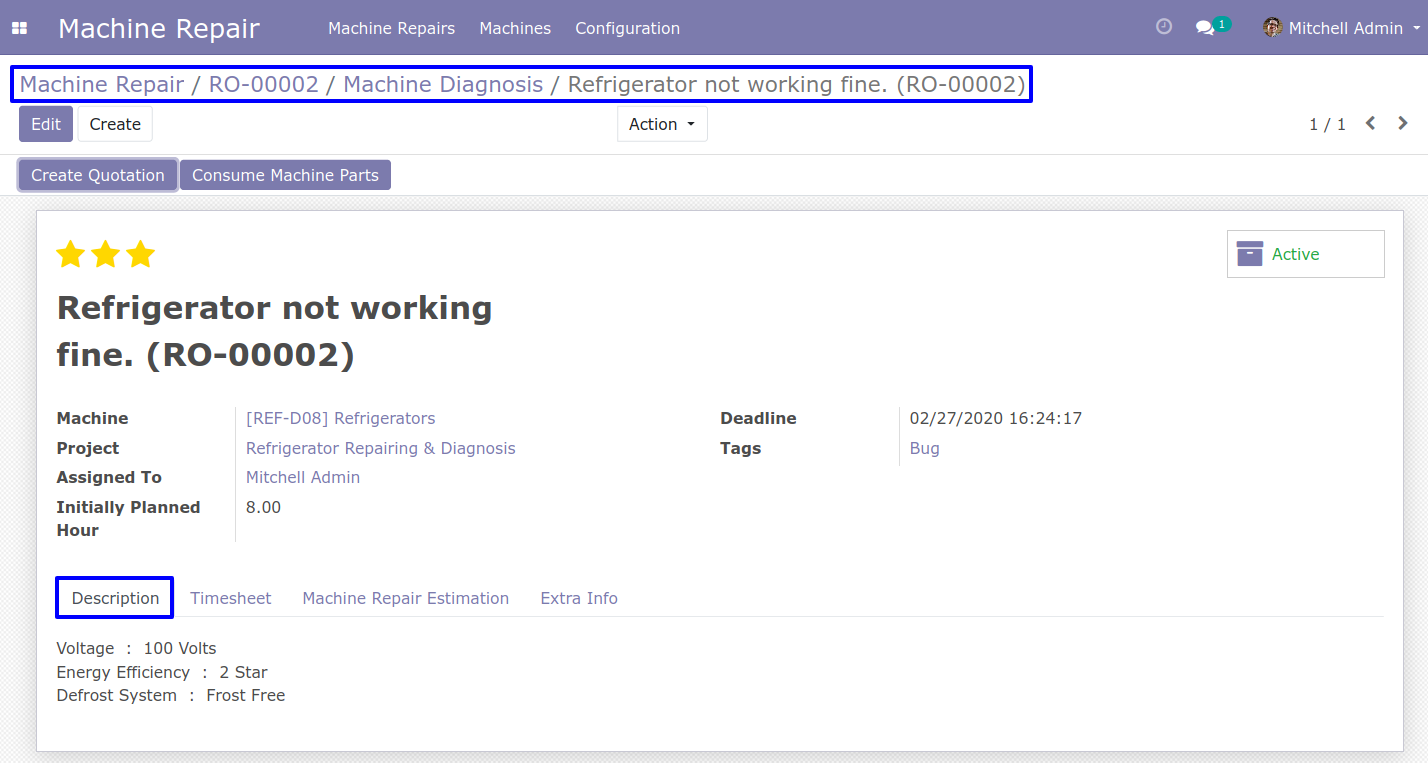 Machine Repair Machine Repairs Machines Configuration 1 Mitchell Admin
Machine Repair / RO-00002 / Machine Diagnosis / Refrigerator not working fine. (RO-00002)
Edit Create Action 1 / 1
Create Quotation Consume Machine Parts
Active
Refrigerator not working
fine. (RO-00002)
Machine [REF-D08] Refrigerators Deadline 02/27/2020 16:24:17
Project Refrigerator Repairing & Diagnosis Tags Bug
Assigned To Mitchell Admin
Initially Planned 8.00
Hour
Description Timesheet Machine Repair Estimation Extra Info
Voltage : 100 Volts
Energy Efficiency : 2 Star
Defrost System : Frost Free